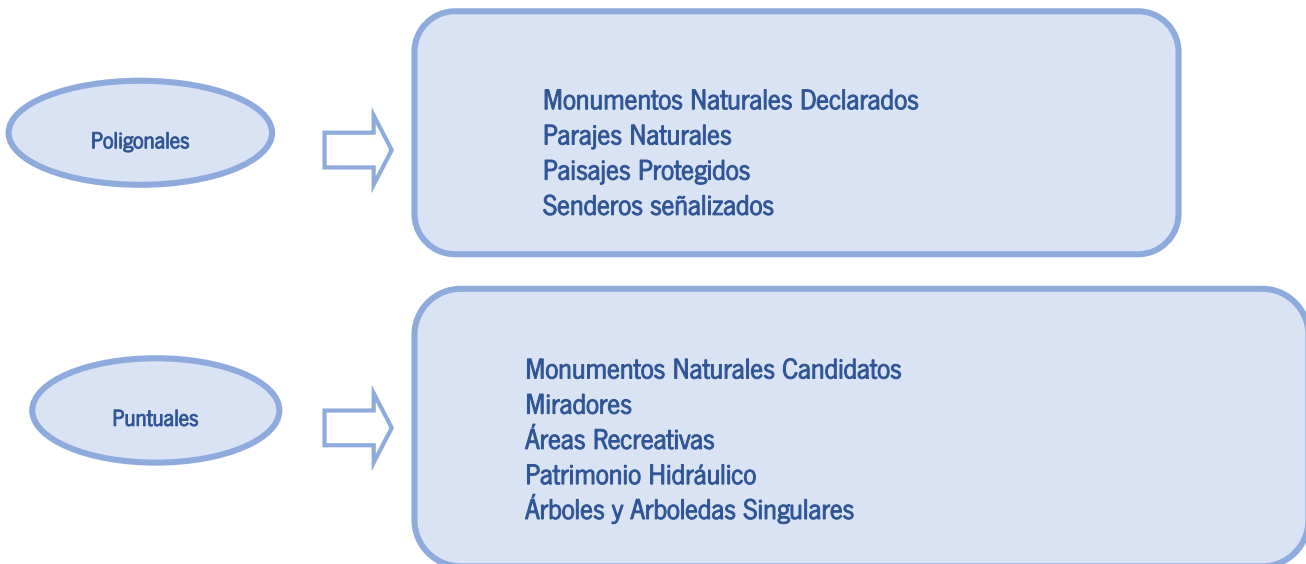 Poligonales
Monumentos Naturales Declarados
Parajes Naturales
Paisajes Protegidos
Senderos señalizados
Puntuales
Monumentos Naturales Candidatos
Miradores
Áreas Recreativas
Patrimonio Hidráulico
Árboles y Arboledas Singulares